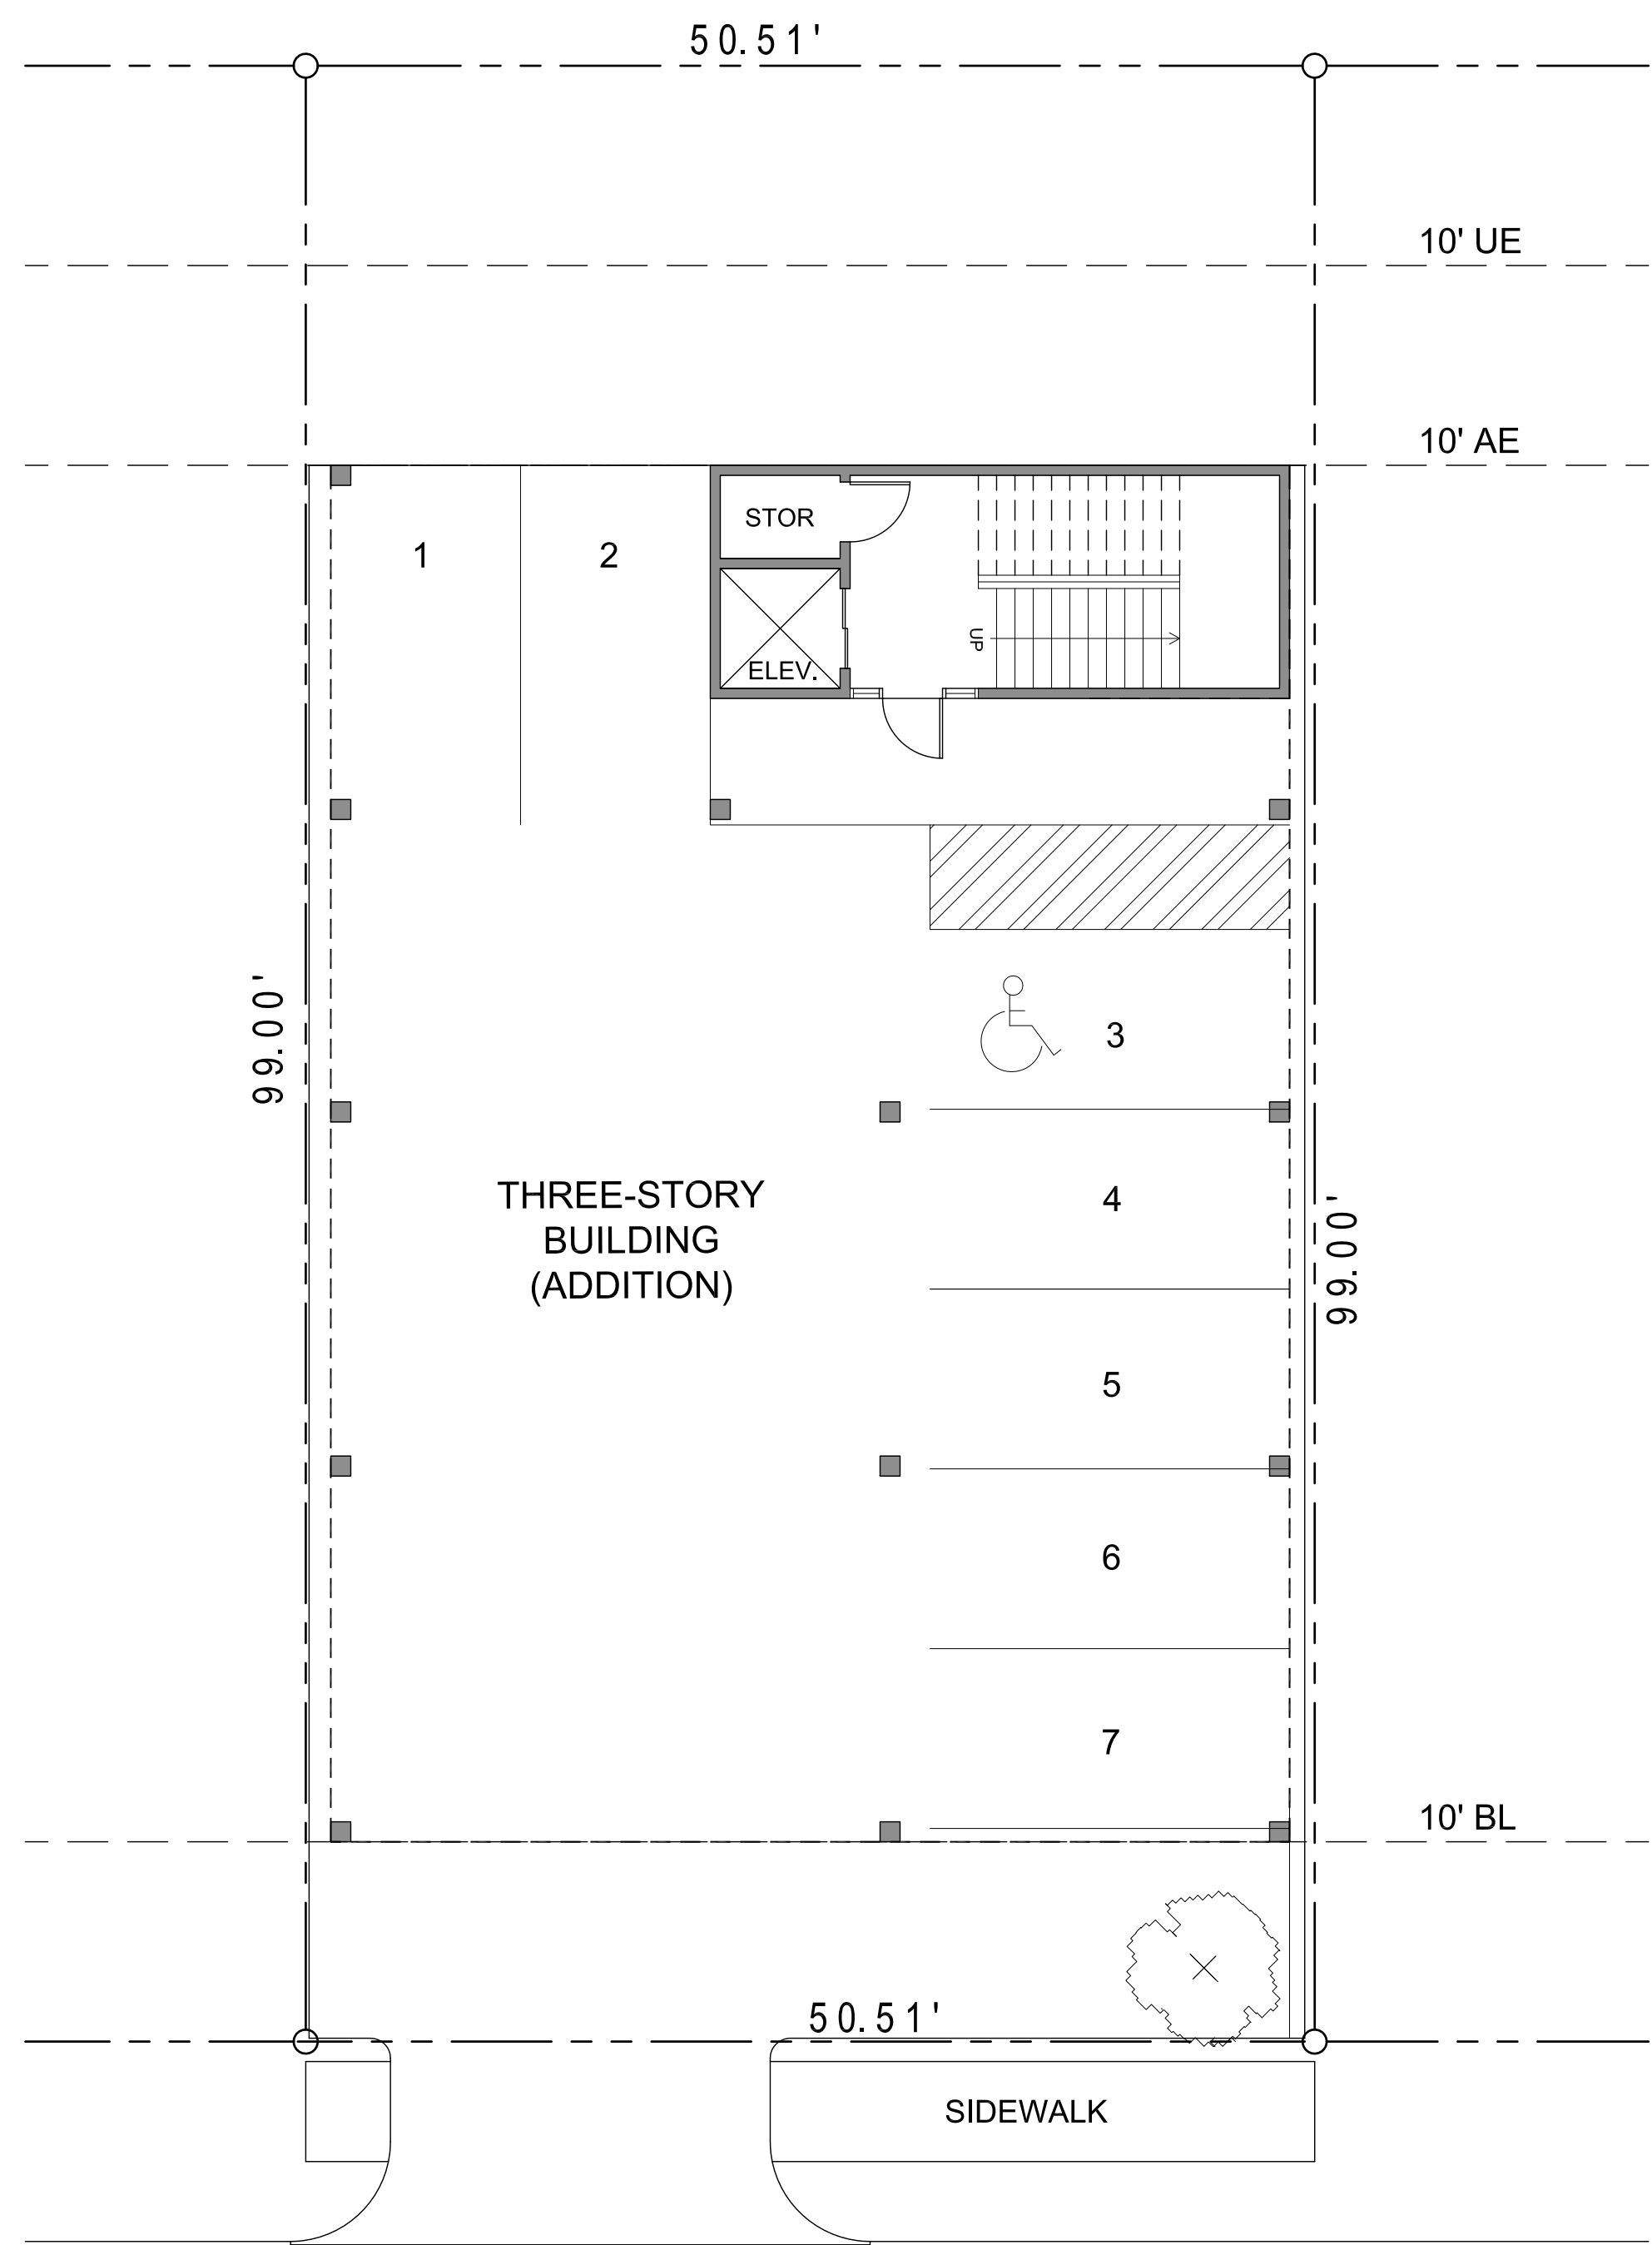 50.51'
10' UE
10' AE
STOR
1
2
UP
ELEV.
99.00'
3
THREE-STORY
BUILDING
(ADDITION)
4
99.00'
5
6
7
10' BL
50.51'
SIDEWALK